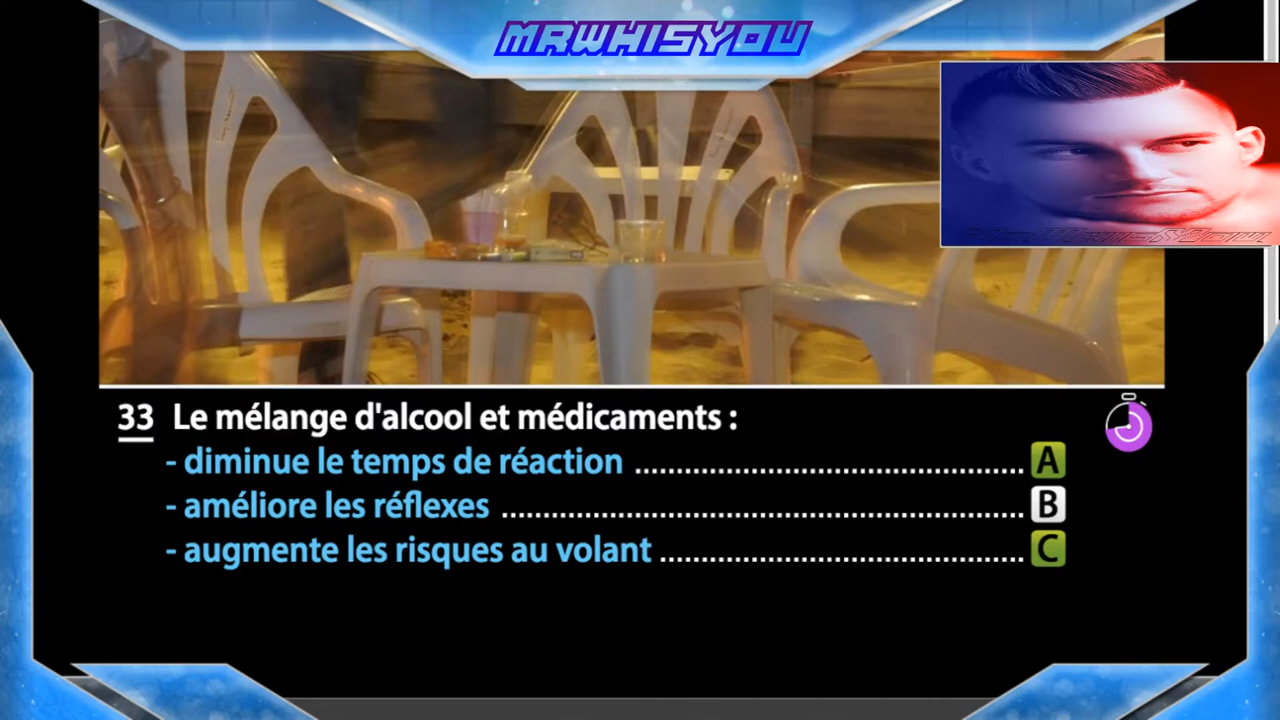 MRWHISYOU
33 Le mélange d'alcool et médicaments :
- diminue le temps de réaction ................................................ A
- améliore les réflexes ................................................................ B
- augmente les risques au volant ............................................. C